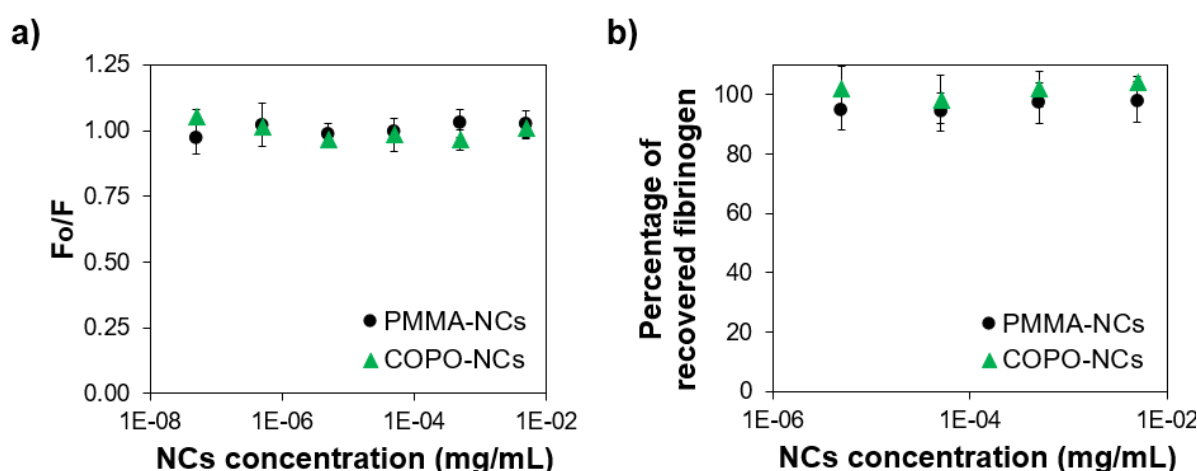 a)
1.25
1.00
0.75
0.50
0.25
0.00
Fo/F
PMMA-NCs
COPO-NCs
1E-08
1E-06
1E-04
1E-02
NCs concentration (mg/mL)
b)
100
80
60
40
20
0
Percentage of
recovered fibrinogen
PMMA-NCs
COPO-NCs
1E-06
1E-04
1E-02
NCs concentration (mg/mL)